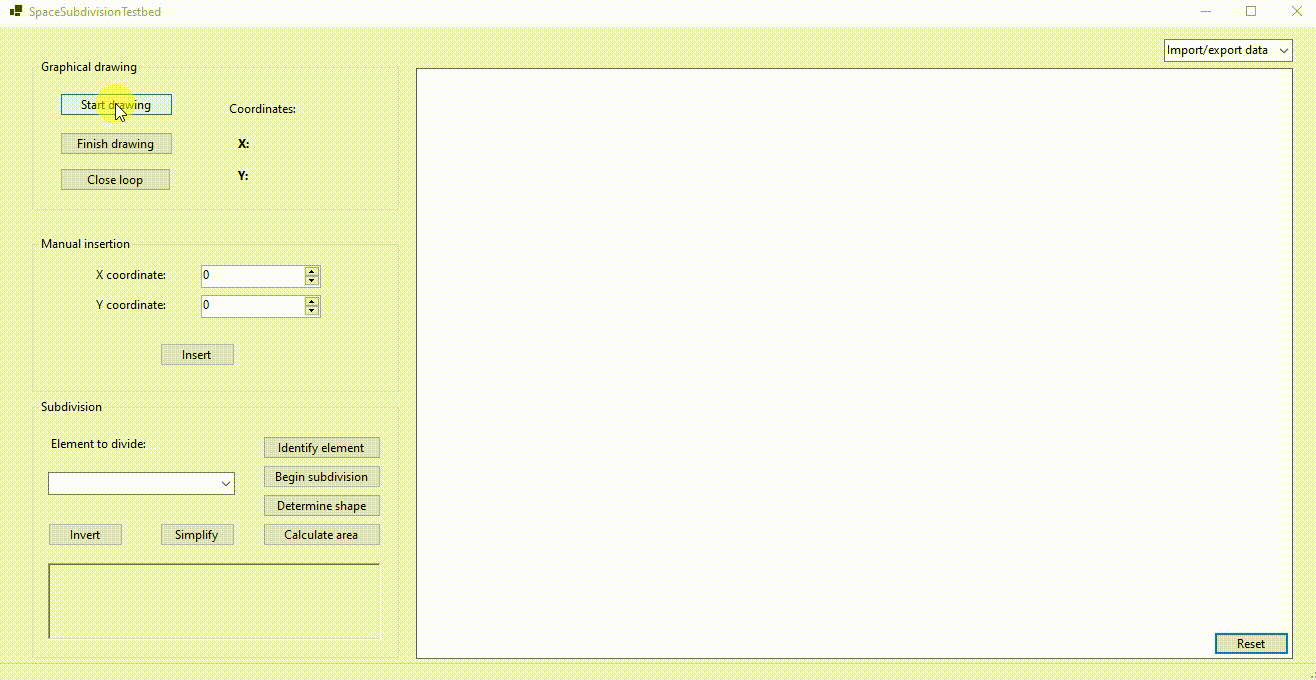 SpaceSubdivisionTestbed
Import/export data
Graphical drawing
Start drawing
Coordinates:
Finish drawing
X:
Close loop
Y:
Manual insertion
X coordinate:
0
Y coordinate:
0
Insert
Subdivision
Element to divide:
Identify element
Begin subdivision
Determine shape
Invert
Simplify
Calculate area
Reset